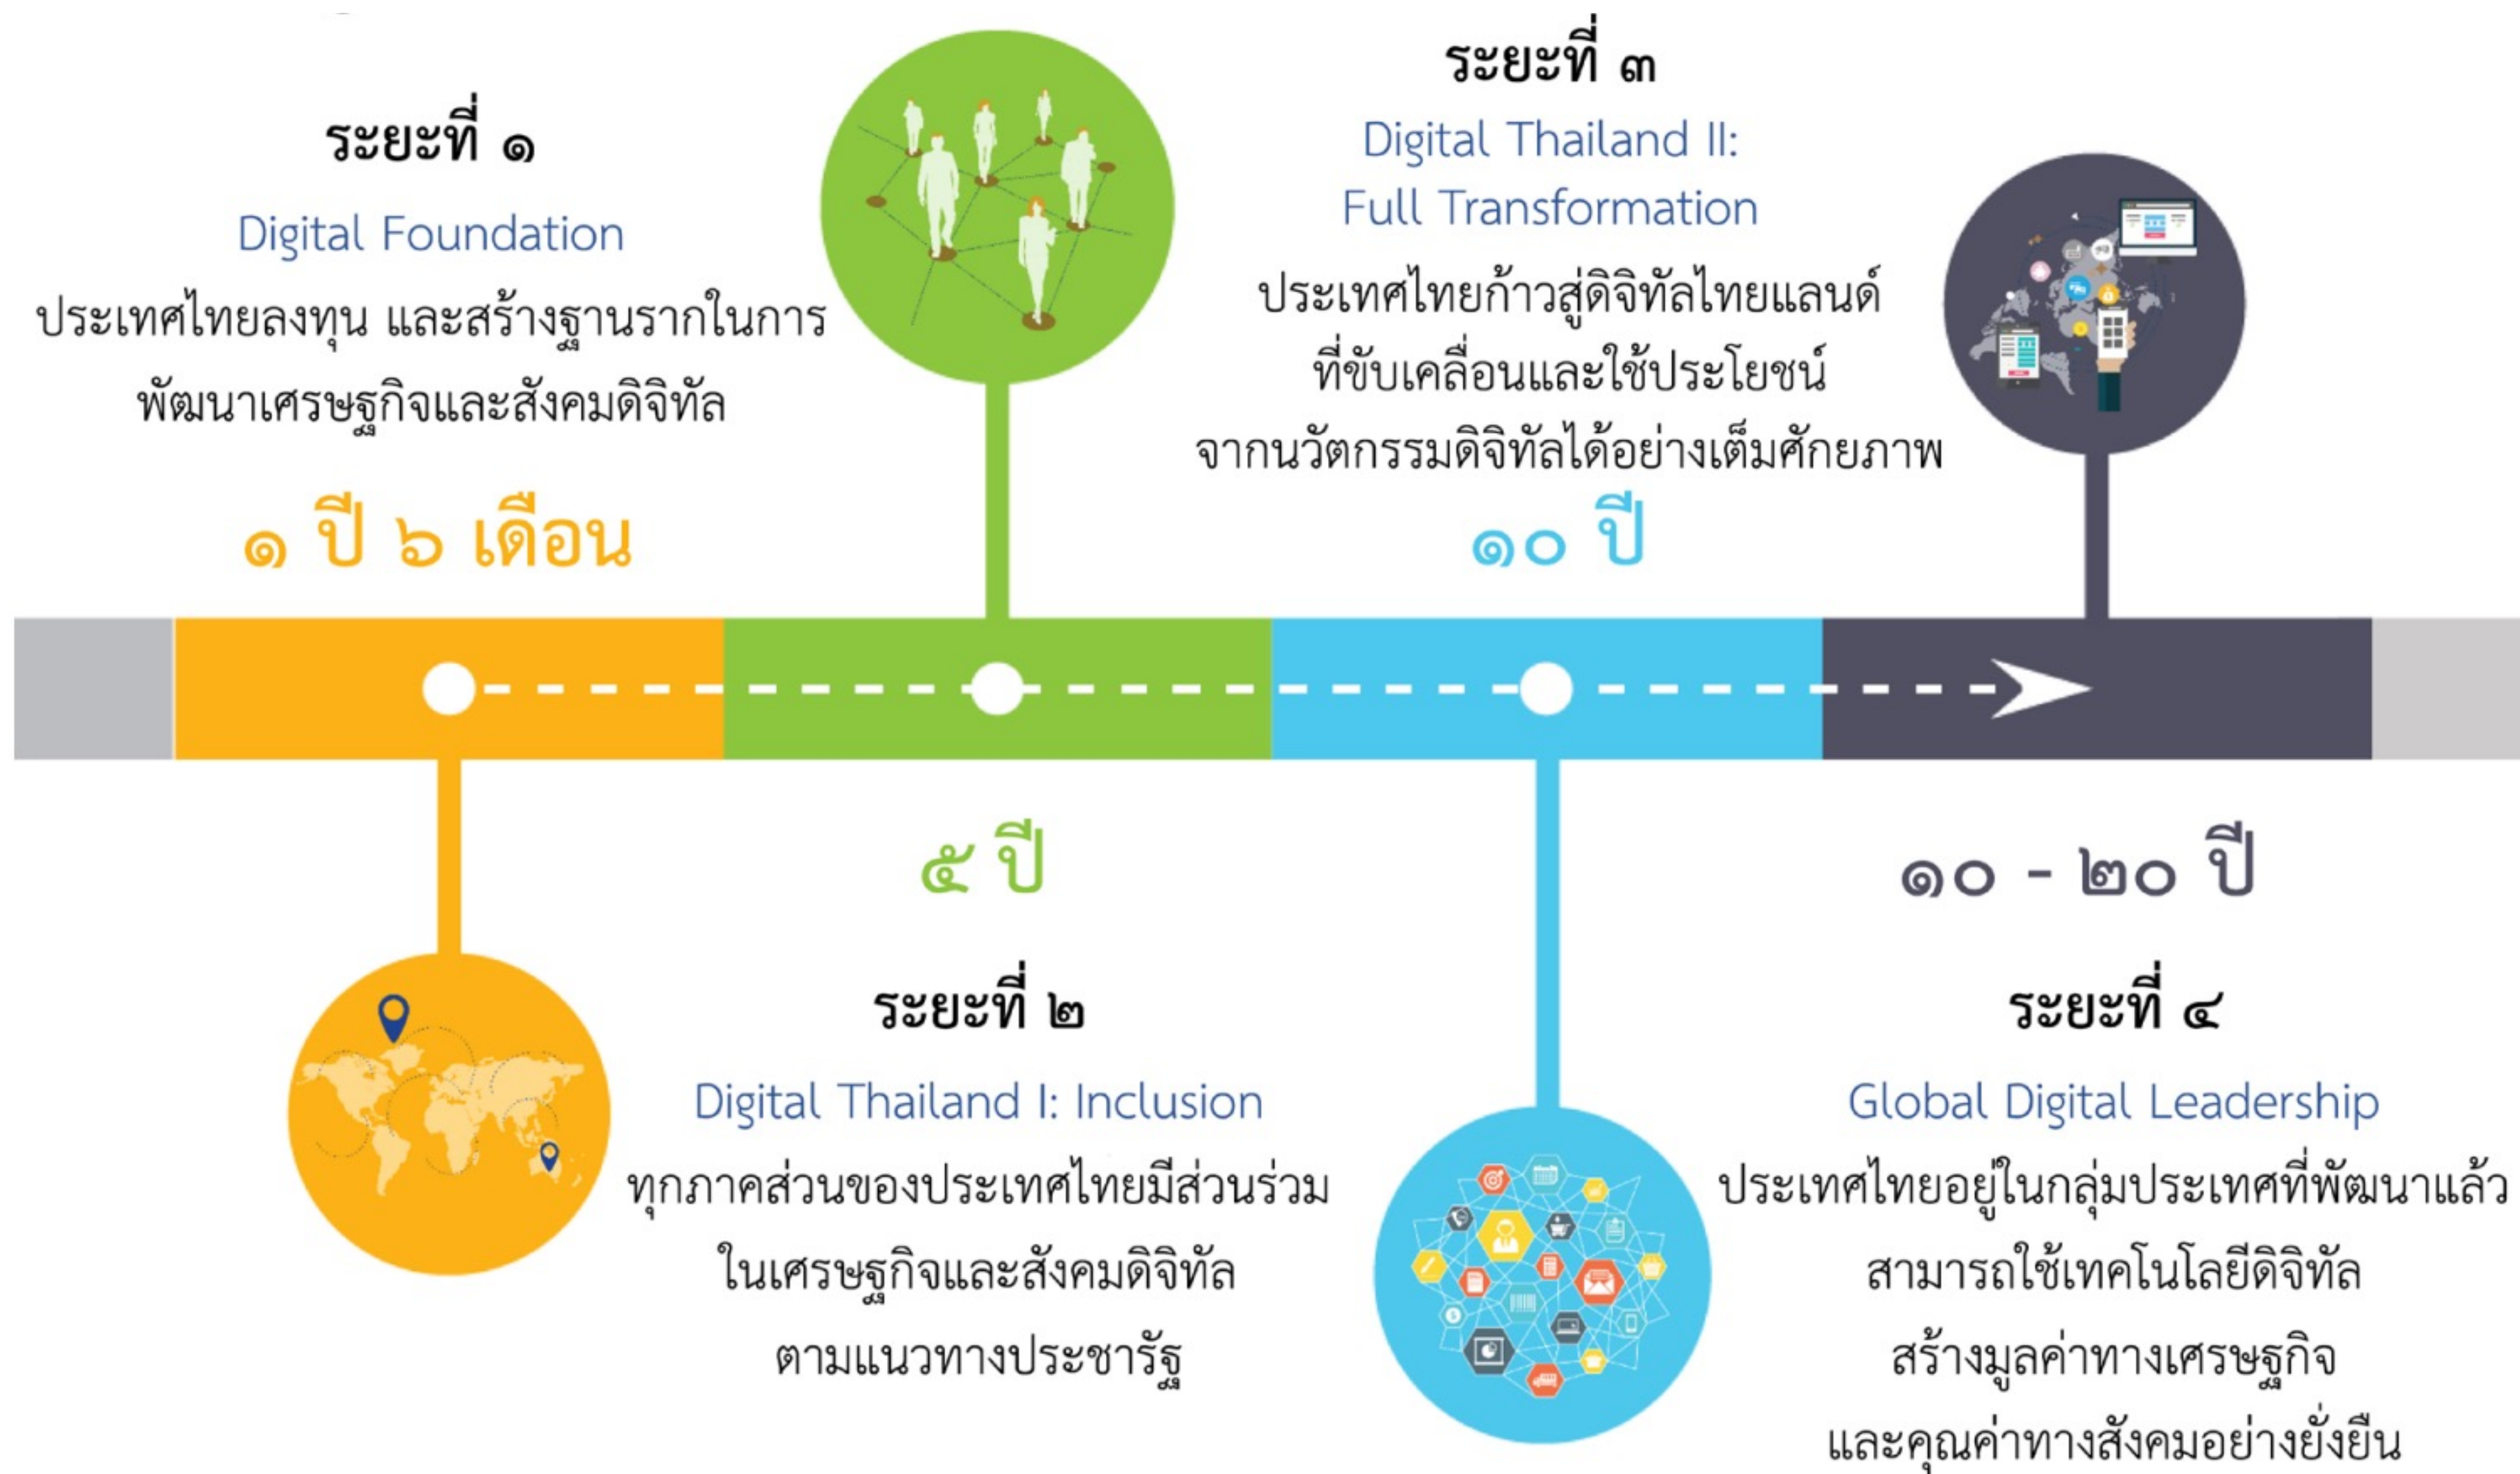 ระยะที่ ๑
Digital Foundation
ประเทศไทยลงทุน และสร้างฐานรากในการ
พัฒนาเศรษฐกิจและสังคมดิจิทัล
๑ ปี ๖ เดือน
๕ ปี
ระยะที่ ๒
Digital Thailand I: Inclusion
ทุกภาคส่วนของประเทศไทยมีส่วนร่วม
ในเศรษฐกิจและสังคมดิจิทัล
ตามแนวทางประชารัฐ
ระยะที่ ๓
Digital Thailand II:
Full Transformation
ประเทศไทยก้าวสู่ดิจิทัลไทยแลนด์
ที่ขับเคลื่อนและใช้ประโยชน์
จากนวัตกรรมดิจิทัลได้อย่างเต็มศักยภาพ
๑๐ ปี
๑๐ - ๒๐ ปี
ระยะที่ ๔
Global Digital Leadership
ประเทศไทยอยู่ในกลุ่มประเทศที่พัฒนาแล้ว
สามารถใช้เทคโนโลยีดิจิทัล
สร้างมูลค่าทางเศรษฐกิจ
และคุณค่าทางสังคมอย่างยั่งยืน